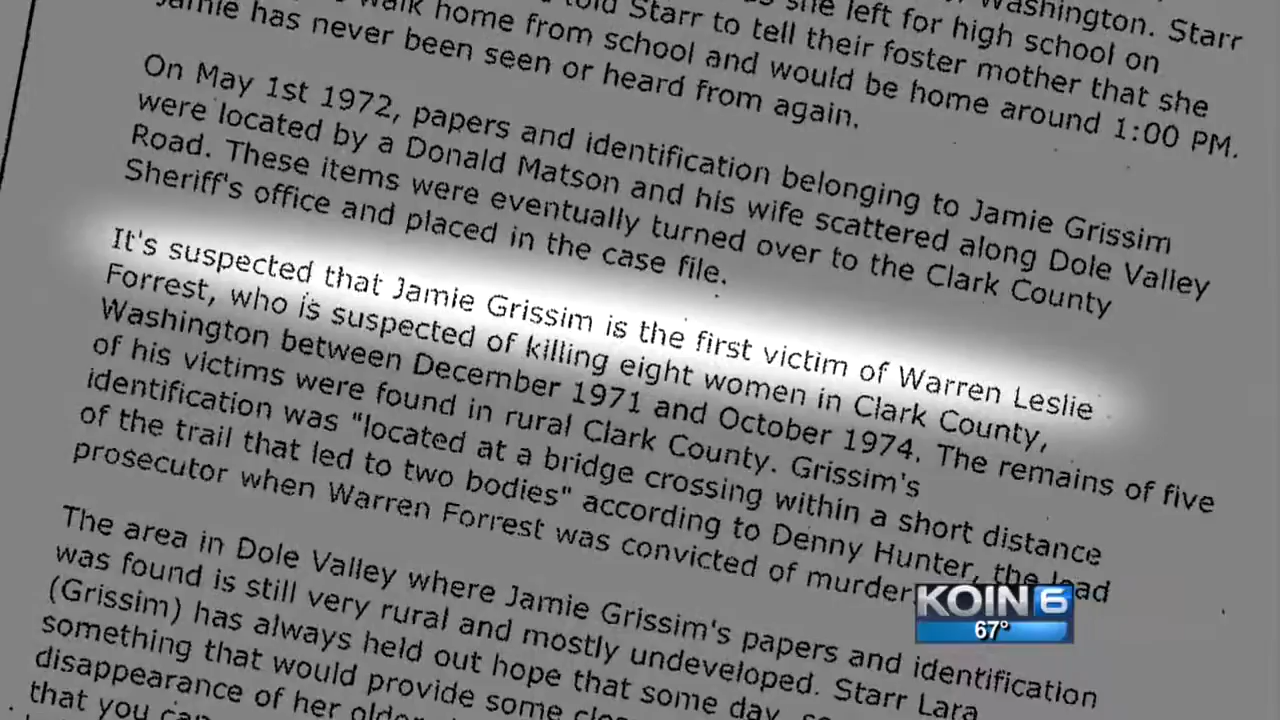 Washington. Starr
she left for high school on
told Starr to tell their foster mother that she
walk home from school and would be home around 1:00 PM.
Jamie has never been seen or heard from again.
On May 1st 1972, papers and identification belonging to Jamie Grissim
were located by a Donald Matson and his wife scattered along Dole Valley
Road. These items were eventually turned over to the Clark County
Sheriff's office and placed in the case file.
It's suspected that Jamie Grissim is the first victim of Warren Leslie
Forrest, who is suspected of killing eight women in Clark County,
Washington between December 1971 and October 1974. The remains of five
of his victims were found in rural Clark County. Grissim's
identification was "located at a bridge crossing within a short distance
of the trail that led to two bodies" according to Denny Hunter, the lead
prosecutor when Warren Forrest was convicted of murder
The area in Dole Valley where Jamie Grissim's papers and identification
was found is still very rural and mostly undeveloped. Starr Lara
(Grissim) has always held out hope that some day,
something that would provide some
disappearance of her
that you
KOIN 6
67°